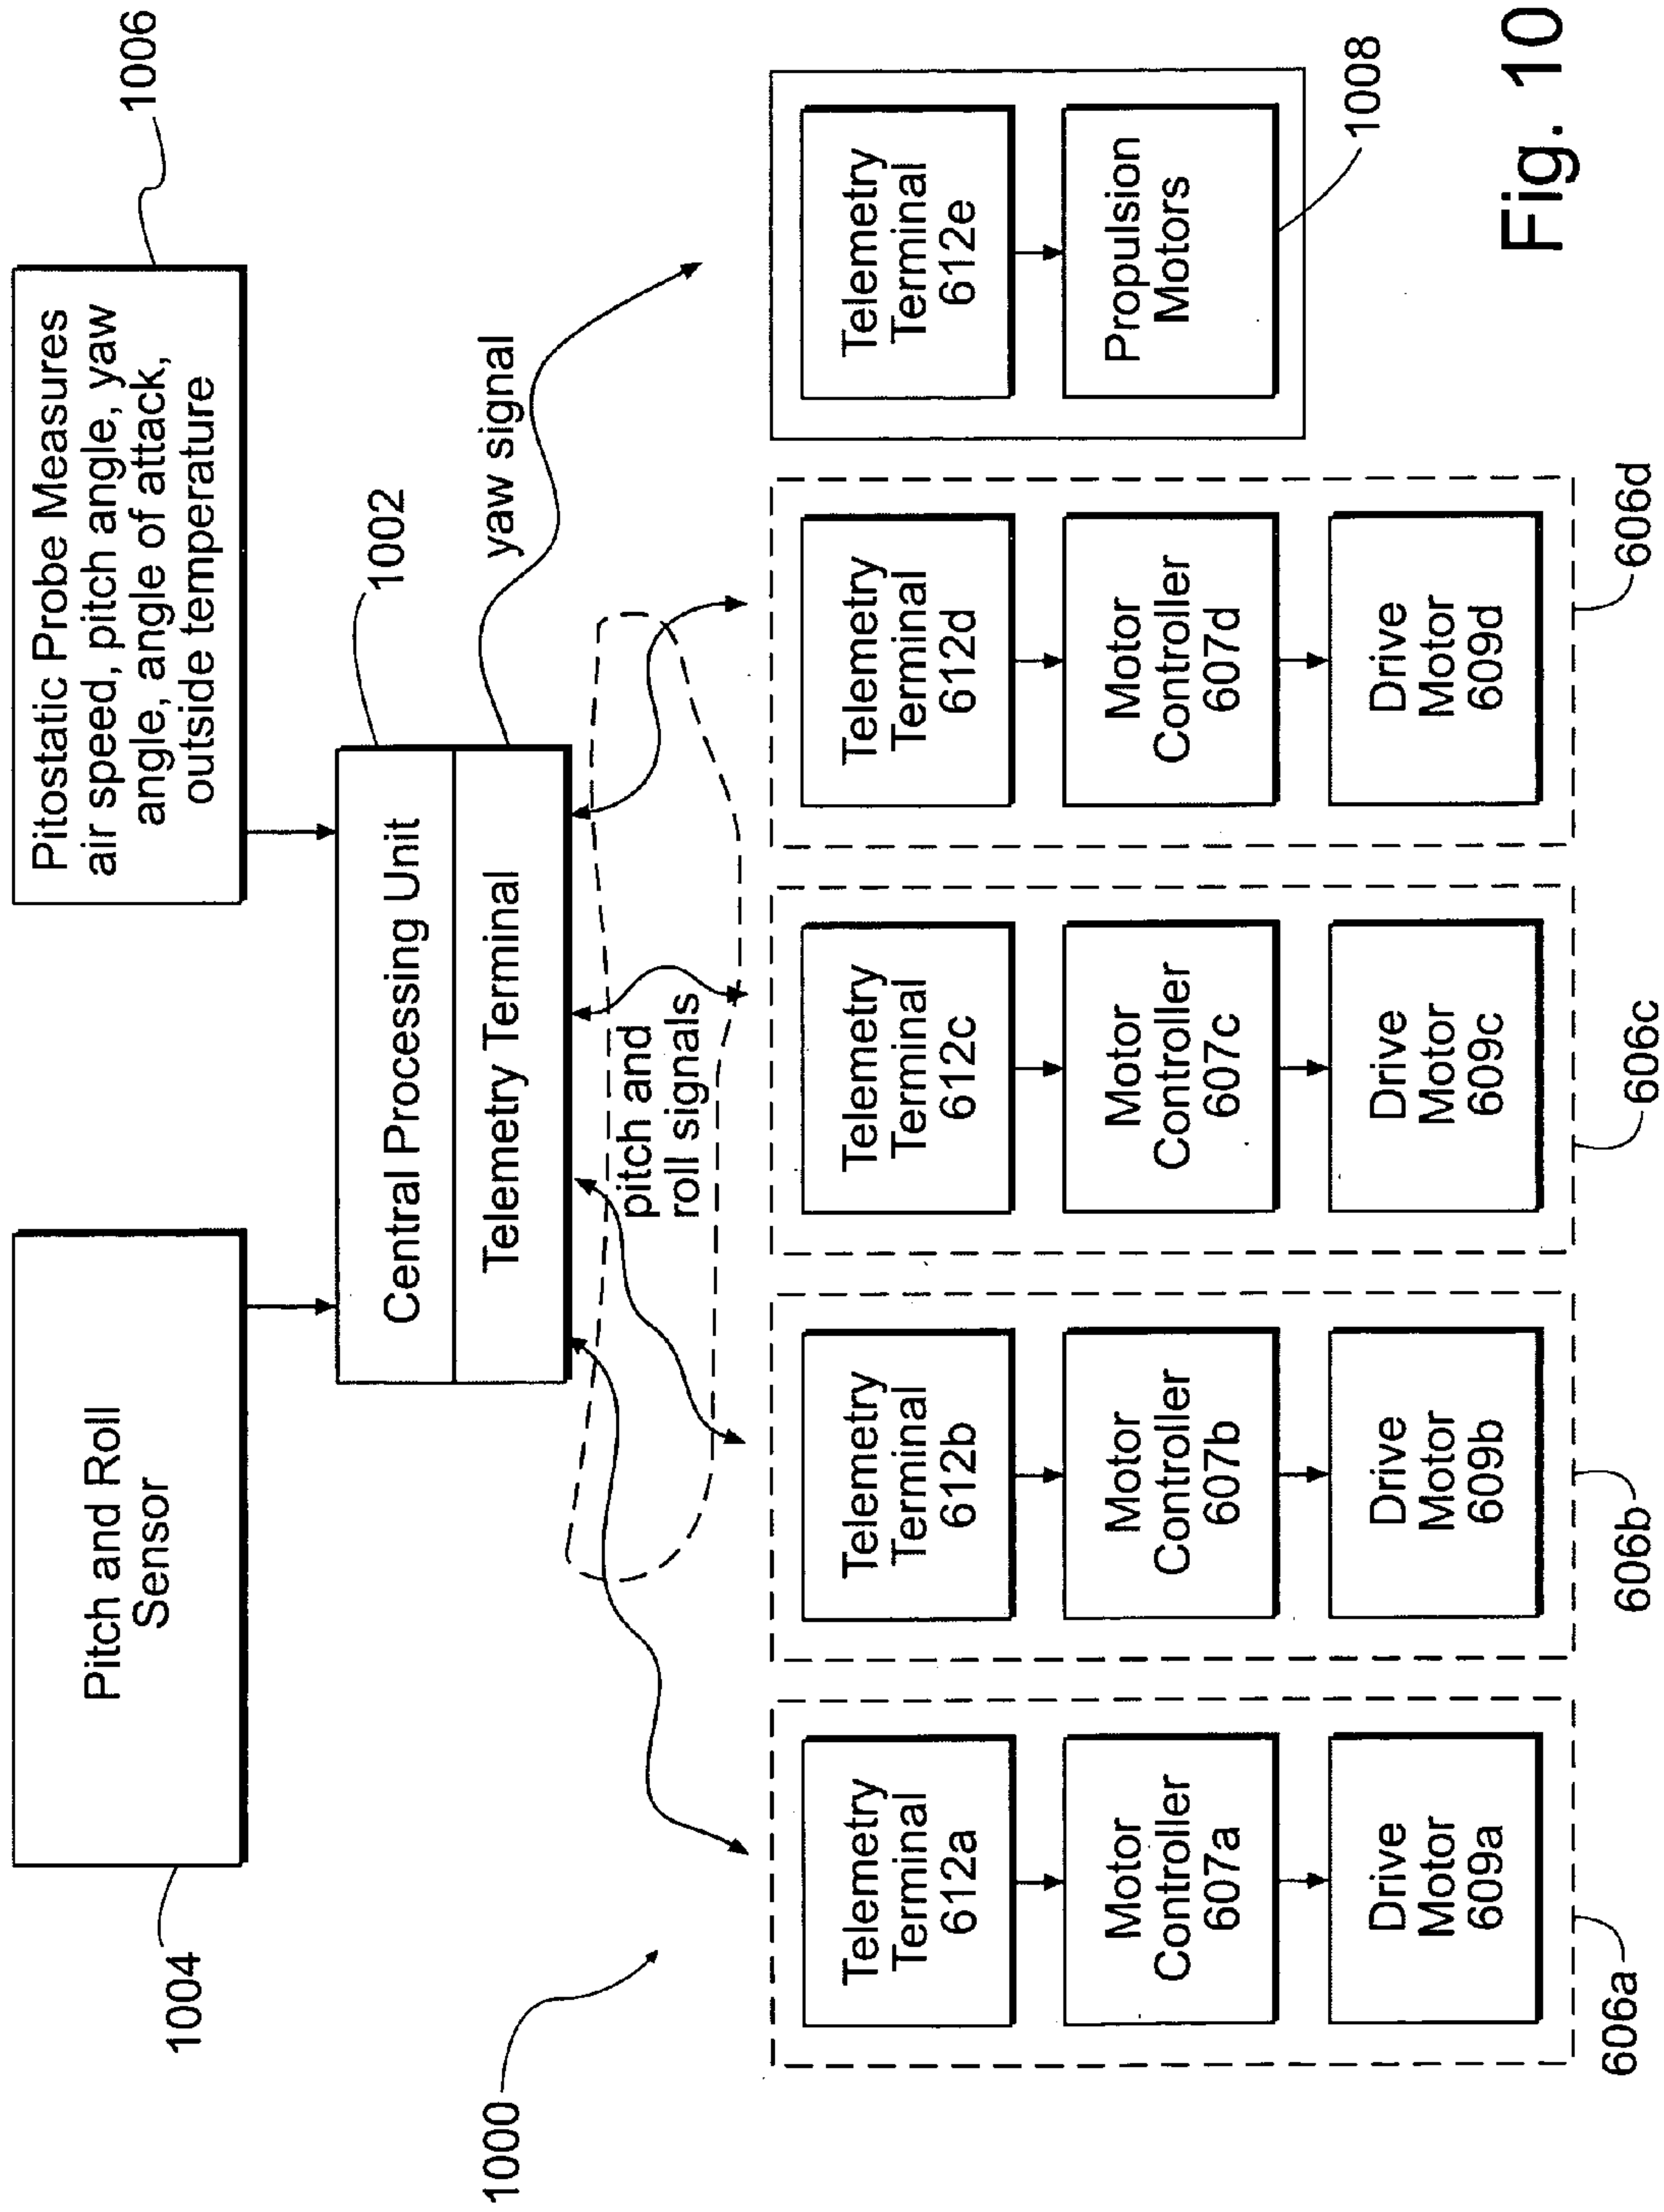 1004
Pitch and Roll
Sensor
Pitostatic Probe Measures
air speed, pitch angle, yaw
angle, angle of attack,
outside temperature
1006
1002
Central Processing Unit
Telemetry Terminal
yaw signal
pitch and
roll signals
1000
Telemetry
Terminal
612a
Motor
Controller
607a
Drive
Motor
609a
606a
Telemetry
Terminal
612b
Motor
Controller
607b
Drive
Motor
609b
606b
Telemetry
Terminal
612c
Motor
Controller
607c
Drive
Motor
609c
606c
Telemetry
Terminal
612d
Motor
Controller
607d
Drive
Motor
609d
606d
Telemetry
Terminal
612e
Propulsion
Motors
1008
Fig. 10